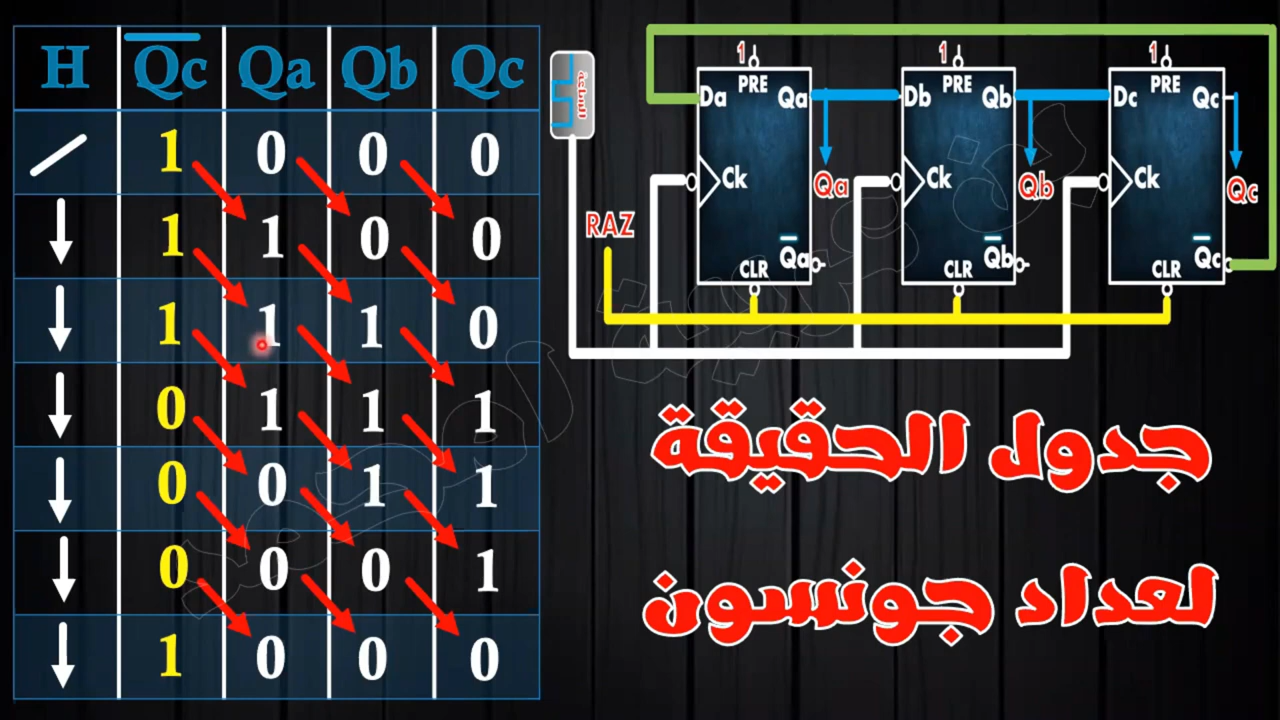 H Q̅c Qa Qb Qc
/ 1 0 0 0
↓ 1 1 0 0
↓ 1 1 1 0
↓ 0 1 1 1
↓ 0 0 1 1
↓ 0 0 0 1
↓ 1 0 0 0
الساعة
1 1 1
PRE PRE PRE
Da Qa Db Qb Dc Qc
Ck Ck Ck
Qa Qb Qc
RAZ
Q̅a Q̅b Q̅c
CLR CLR CLR
جدول الحقيقة
لعداد جونسون